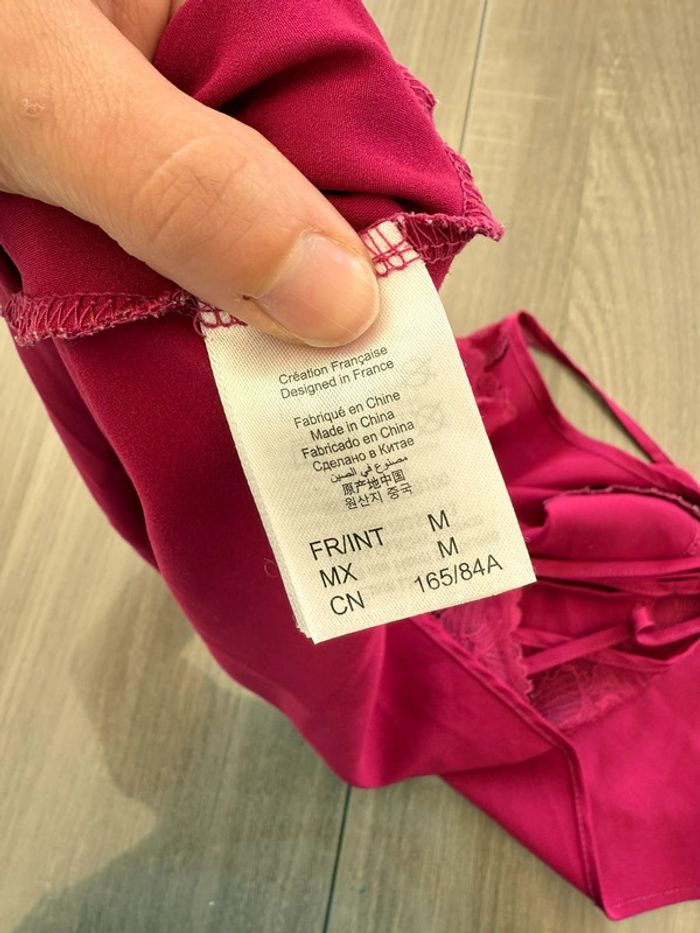 Création Française
Designed in France
Fabriqué en Chine
Made in China
Fabricado en China
Сделано в Китае
مصنوع في الصين
原产地中国
원산지 중국
FR/INT M
MX M
CN 165/84A